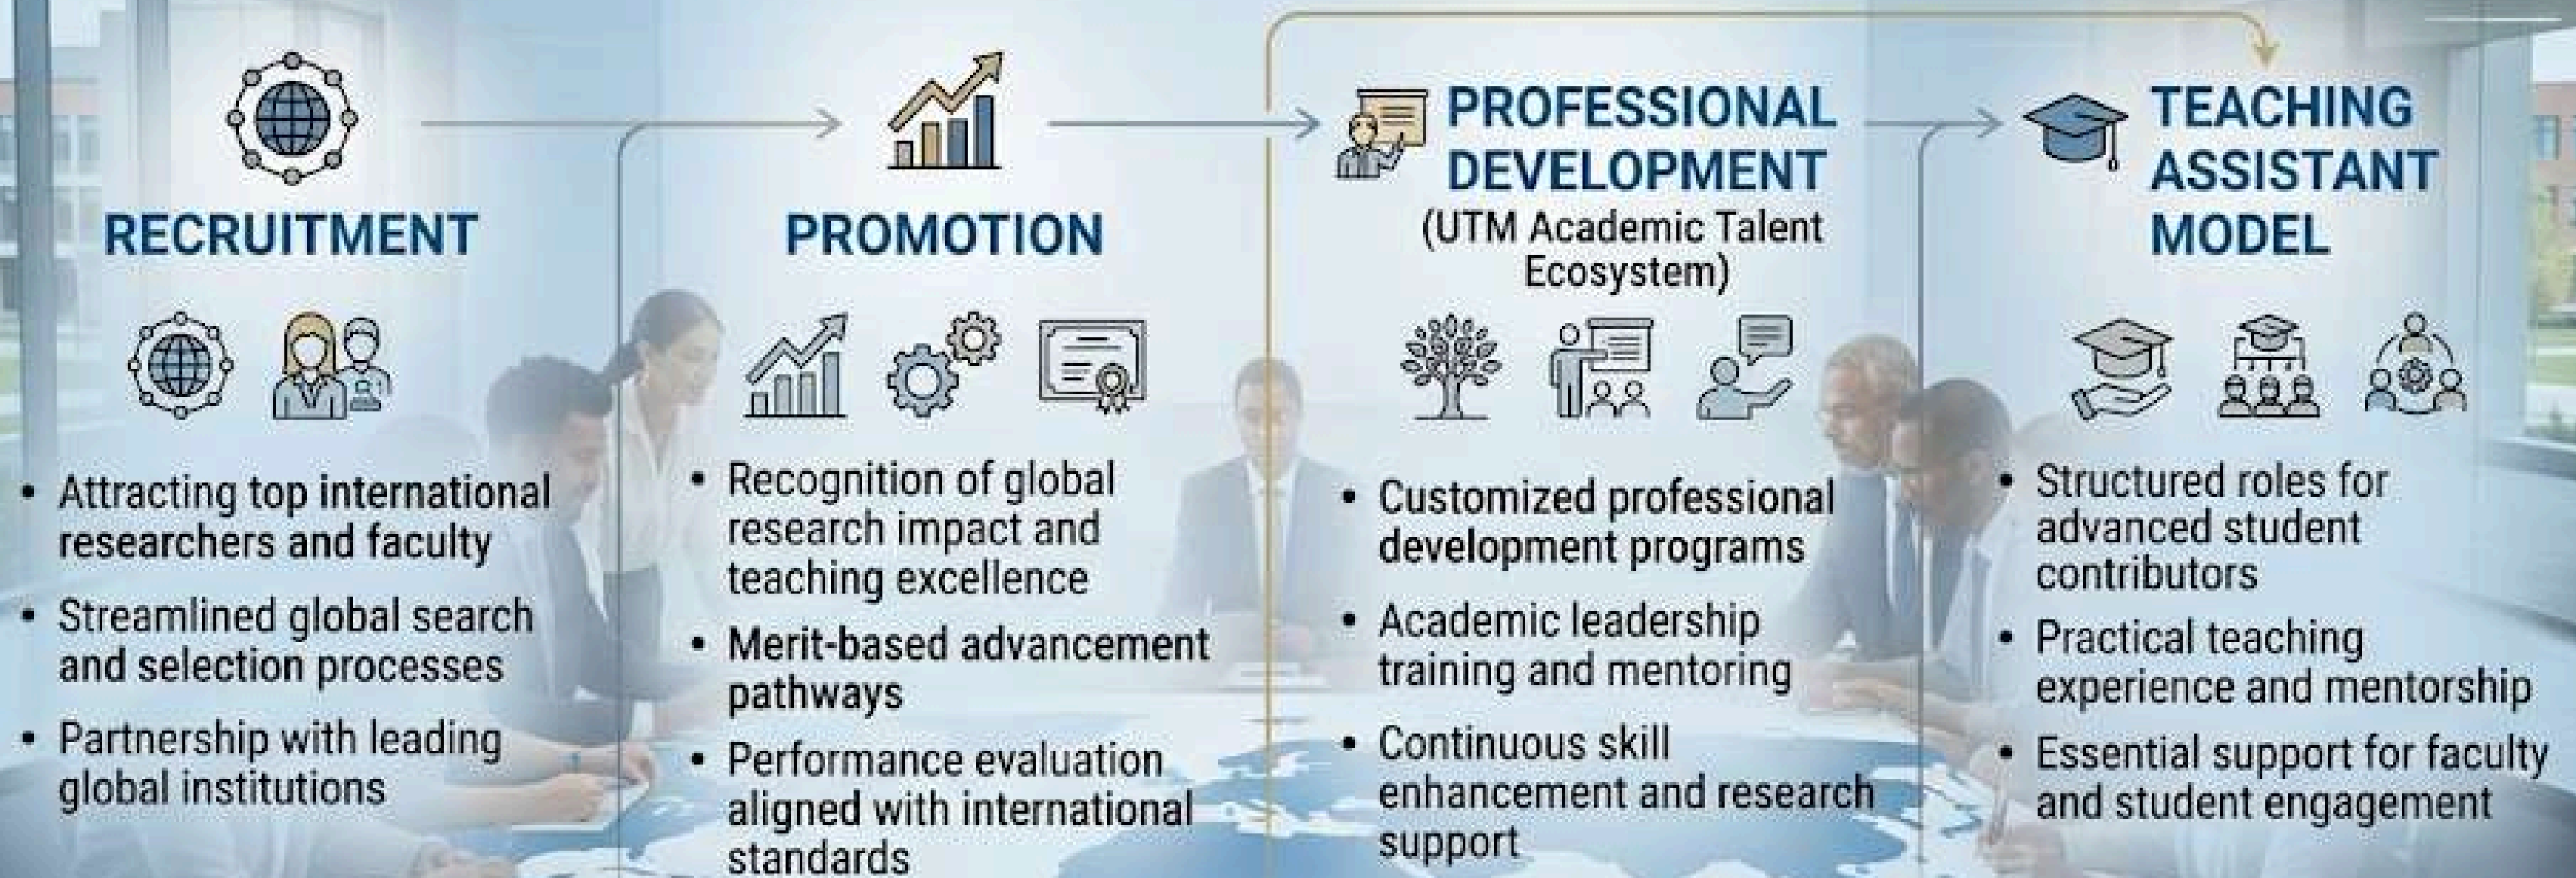 RECRUITMENT
• Attracting top international
researchers and faculty
• Streamlined global search
and selection processes
• Partnership with leading
global institutions
PROMOTION
• Recognition of global
research impact and
teaching excellence
• Merit-based advancement
pathways
• Performance evaluation
aligned with international
standards
PROFESSIONAL
DEVELOPMENT
(UTM Academic Talent
Ecosystem)
• Customized professional
development programs
• Academic leadership
training and mentoring
• Continuous skill
enhancement and research
support
TEACHING
ASSISTANT
MODEL
• Structured roles for
advanced student
contributors
• Practical teaching
experience and mentorship
• Essential support for faculty
and student engagement